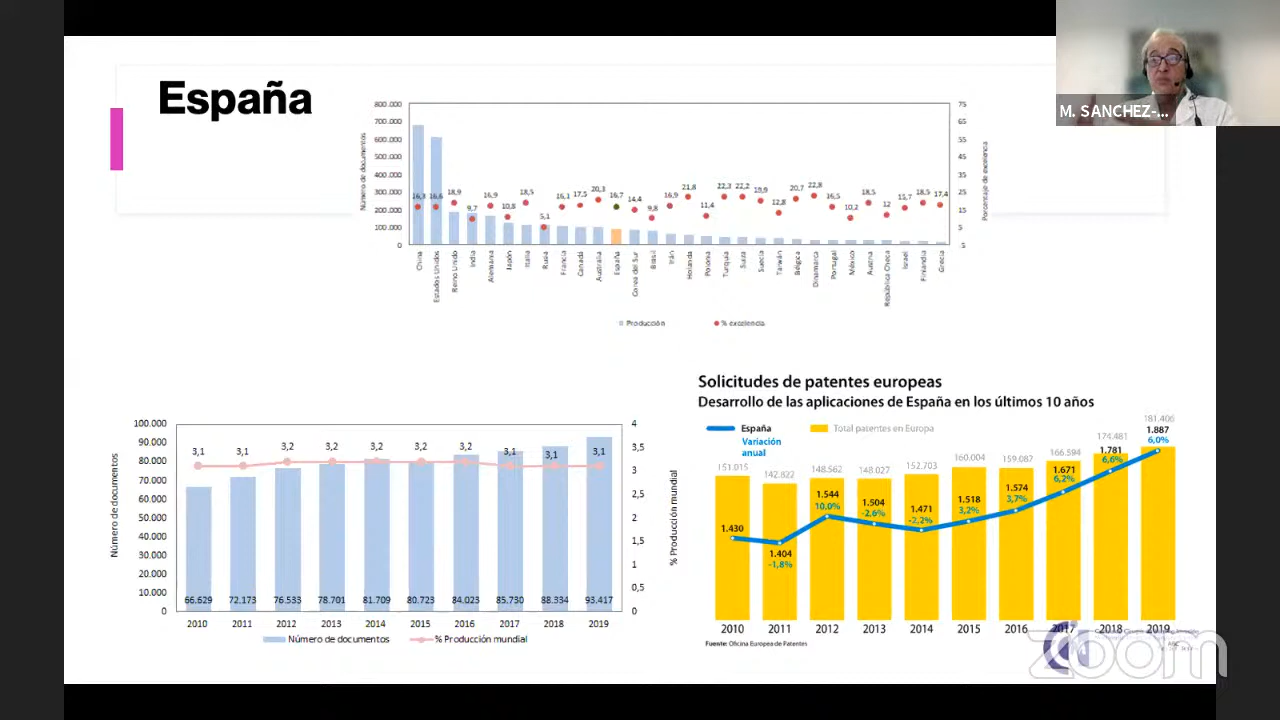 España
M. SANCHEZ-...
800.000
700.000
600.000
500.000
400.000
300.000
200.000
100.000
0
Número de documentos
75
65
55
45
35
25
15
5
-5
Porcentaje de excelencia
16,3 16,6 18,9 9,7 16,9 10,8 18,5 5,1 16,1 17,5 20,3 16,7 14,4 9,8 16,9 21,8 11,4 22,3 22,2 19,9 12,8 20,7 22,8 16,5 10,2 18,5 12 15,7 18,5 17,4
China Estados Unidos Reino Unido India Alemania Japón Italia Rusia Francia Canadá Australia España Corea del Sur Brasil Irán Holanda Polonia Turquía Suiza Suecia Taiwán Bélgica Dinamarca Portugal México Austria República Checa Israel Finlandia Grecia
Producción % excelencia
100.000
90.000
80.000
70.000
60.000
50.000
40.000
30.000
20.000
10.000
0
Número de documentos
4
3,5
3
2,5
2
1,5
1
0,5
0
% Producción mundial
3,1 3,1 3,2 3,2 3,2 3,2 3,2 3,1 3,1 3,1
66.629 72.173 76.533 78.701 81.709 80.723 84.023 85.730 88.334 93.417
2010 2011 2012 2013 2014 2015 2016 2017 2018 2019
Número de documentos % Producción mundial
Solicitudes de patentes europeas
Desarrollo de las aplicaciones de España en los últimos 10 años
España Total patentes en Europa
Variación
anual
151.015 142.822 148.562 148.027 152.703 160.004 159.087 166.594 174.481 181.406
1.430 1.404 1.544 1.504 1.471 1.518 1.574 1.671 1.781 1.887
-1,8% 10,0% -2,6% -2,2% 3,2% 3,7% 6,2% 6,6% 6,0%
2010 2011 2012 2013 2014 2015 2016 2017 2018 2019
Fuente: Oficina Europea de Patentes
ABC
zoom